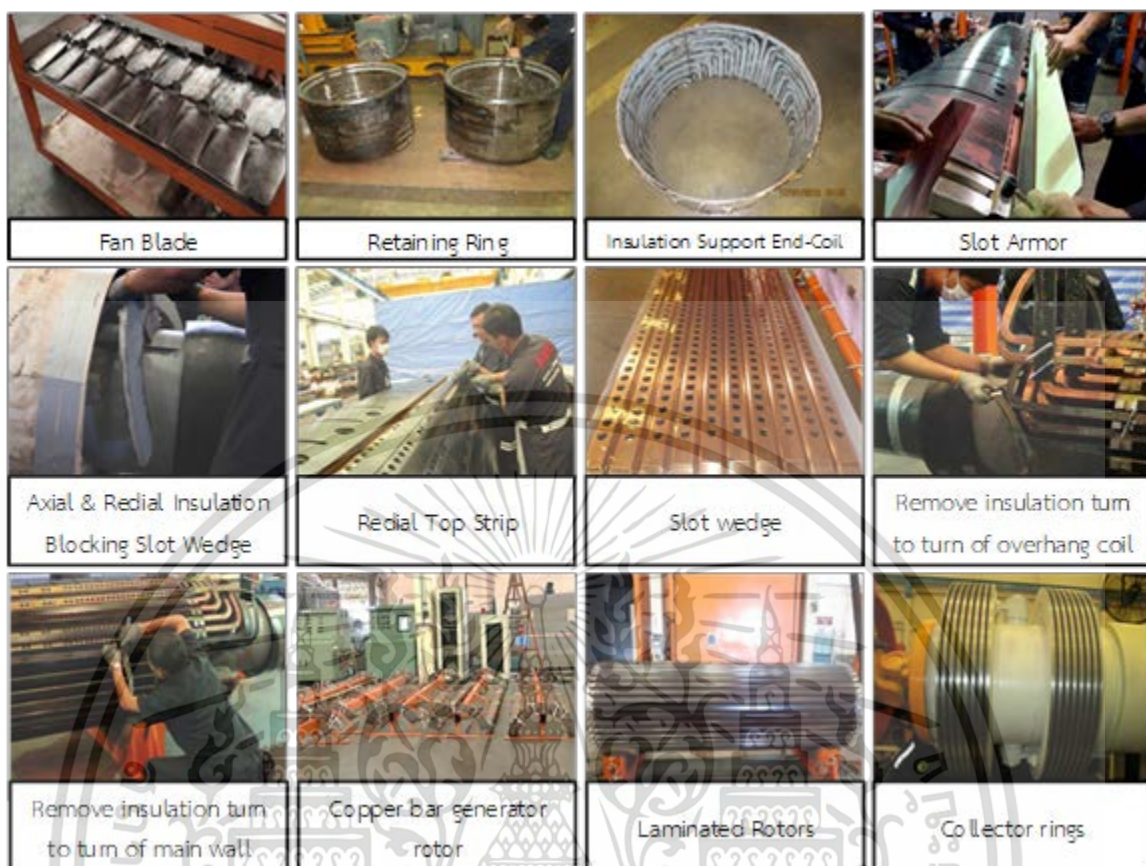 Fan Blade
Retaining Ring
Insulation Support End-Coil
Slot Armor
Axial & Redial Insulation
Blocking Slot Wedge
Redial Top Strip
Slot wedge
Remove insulation turn
to turn of overhang coil
Remove insulation turn
to turn of main wall
Copper bar generator
rotor
Laminated Rotors
Collector rings